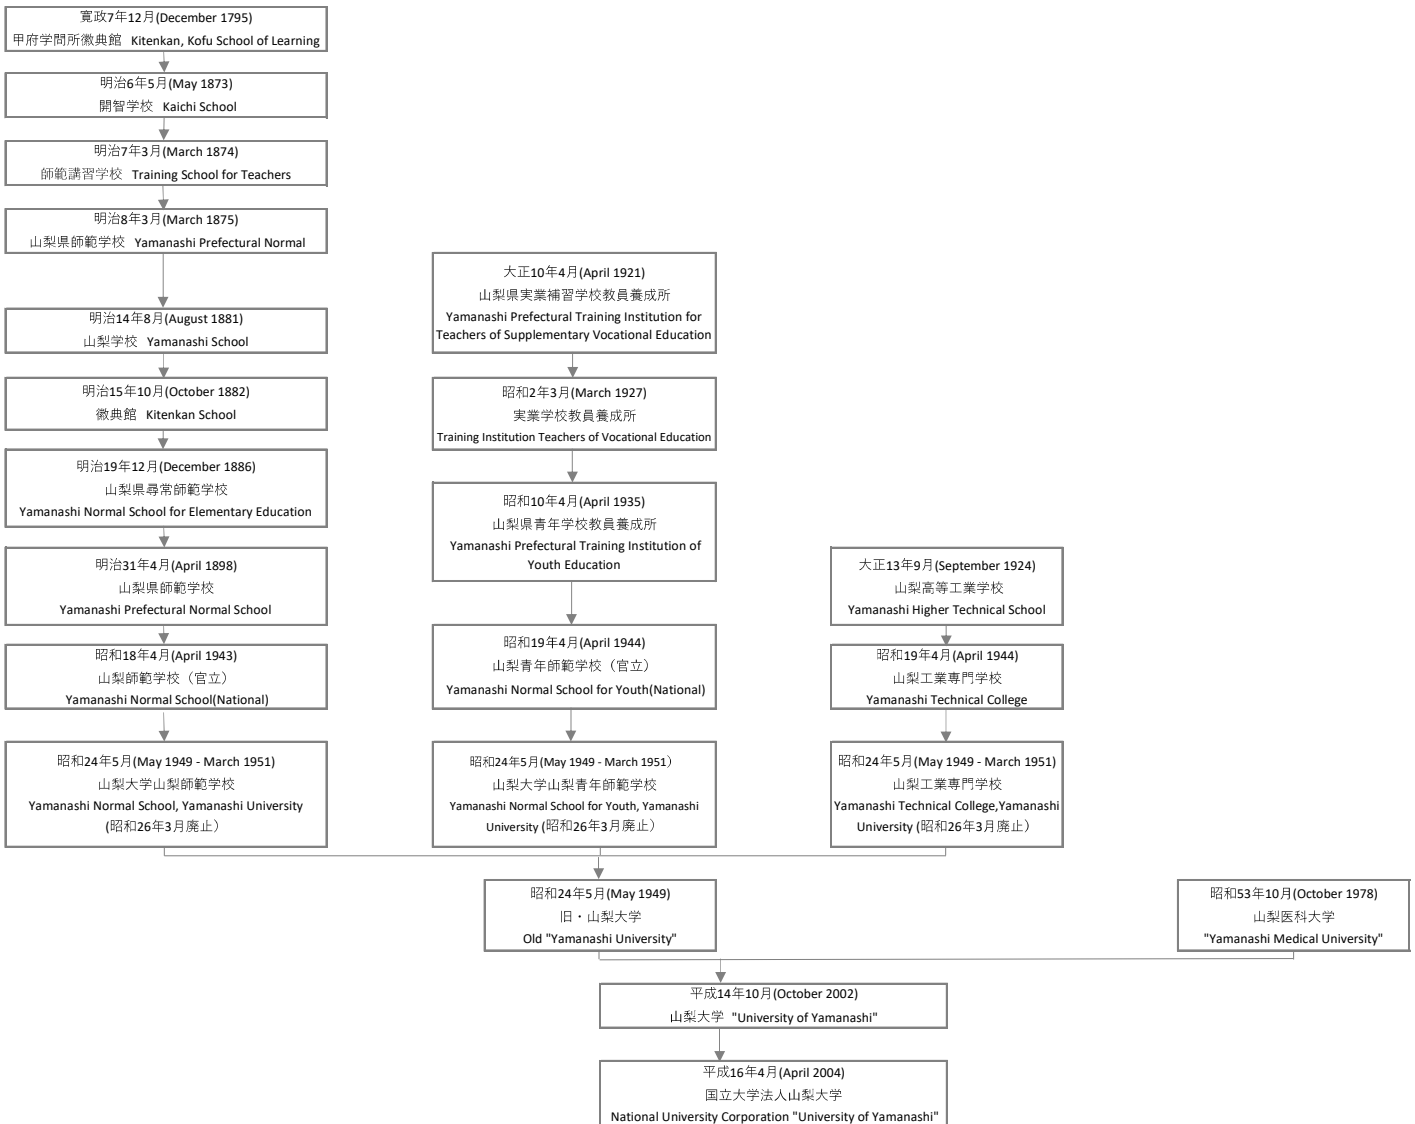 寛政7年12月(December 1795)
甲府学問所徽典館 Kitenkan, Kofu School of Learning
明治6年5月(May 1873)
開智学校 Kaichi School
明治7年3月(March 1874)
師範講習学校 Training School for Teachers
明治8年3月(March 1875)
山梨県師範学校 Yamanashi Prefectural Normal
明治14年8月(August 1881)
山梨学校 Yamanashi School
明治15年10月(October 1882)
徽典館 Kitenkan School
明治19年12月(December 1886)
山梨県尋常師範学校
Yamanashi Normal School for Elementary Education
明治31年4月(April 1898)
山梨県師範学校
Yamanashi Prefectural Normal School
昭和18年4月(April 1943)
山梨師範学校（官立）
Yamanashi Normal School(National)
昭和24年5月(May 1949 - March 1951)
山梨大学山梨師範学校
Yamanashi Normal School, Yamanashi University
(昭和26年3月廃止）
大正10年4月(April 1921)
山梨県実業補習学校教員養成所
Yamanashi Prefectural Training Institution for
Teachers of Supplementary Vocational Education
昭和2年3月(March 1927)
実業学校教員養成所
Training Institution Teachers of Vocational Education
昭和10年4月(April 1935)
山梨県青年学校教員養成所
Yamanashi Prefectural Training Institution of
Youth Education
昭和19年4月(April 1944)
山梨青年師範学校（官立）
Yamanashi Normal School for Youth(National)
昭和24年5月(May 1949 - March 1951）
山梨大学山梨青年師範学校
Yamanashi Normal School for Youth, Yamanashi
University (昭和26年3月廃止）
大正13年9月(September 1924)
山梨高等工業学校
Yamanashi Higher Technical School
昭和19年4月(April 1944)
山梨工業専門学校
Yamanashi Technical College
昭和24年5月(May 1949 - March 1951)
山梨工業専門学校
Yamanashi Technical College,Yamanashi
University (昭和26年3月廃止）
昭和24年5月(May 1949)
旧・山梨大学
Old "Yamanashi University"
昭和53年10月(October 1978)
山梨医科大学
"Yamanashi Medical University"
平成14年10月(October 2002)
山梨大学 "University of Yamanashi"
平成16年4月(April 2004)
国立大学法人山梨大学
National University Corporation "University of Yamanashi"